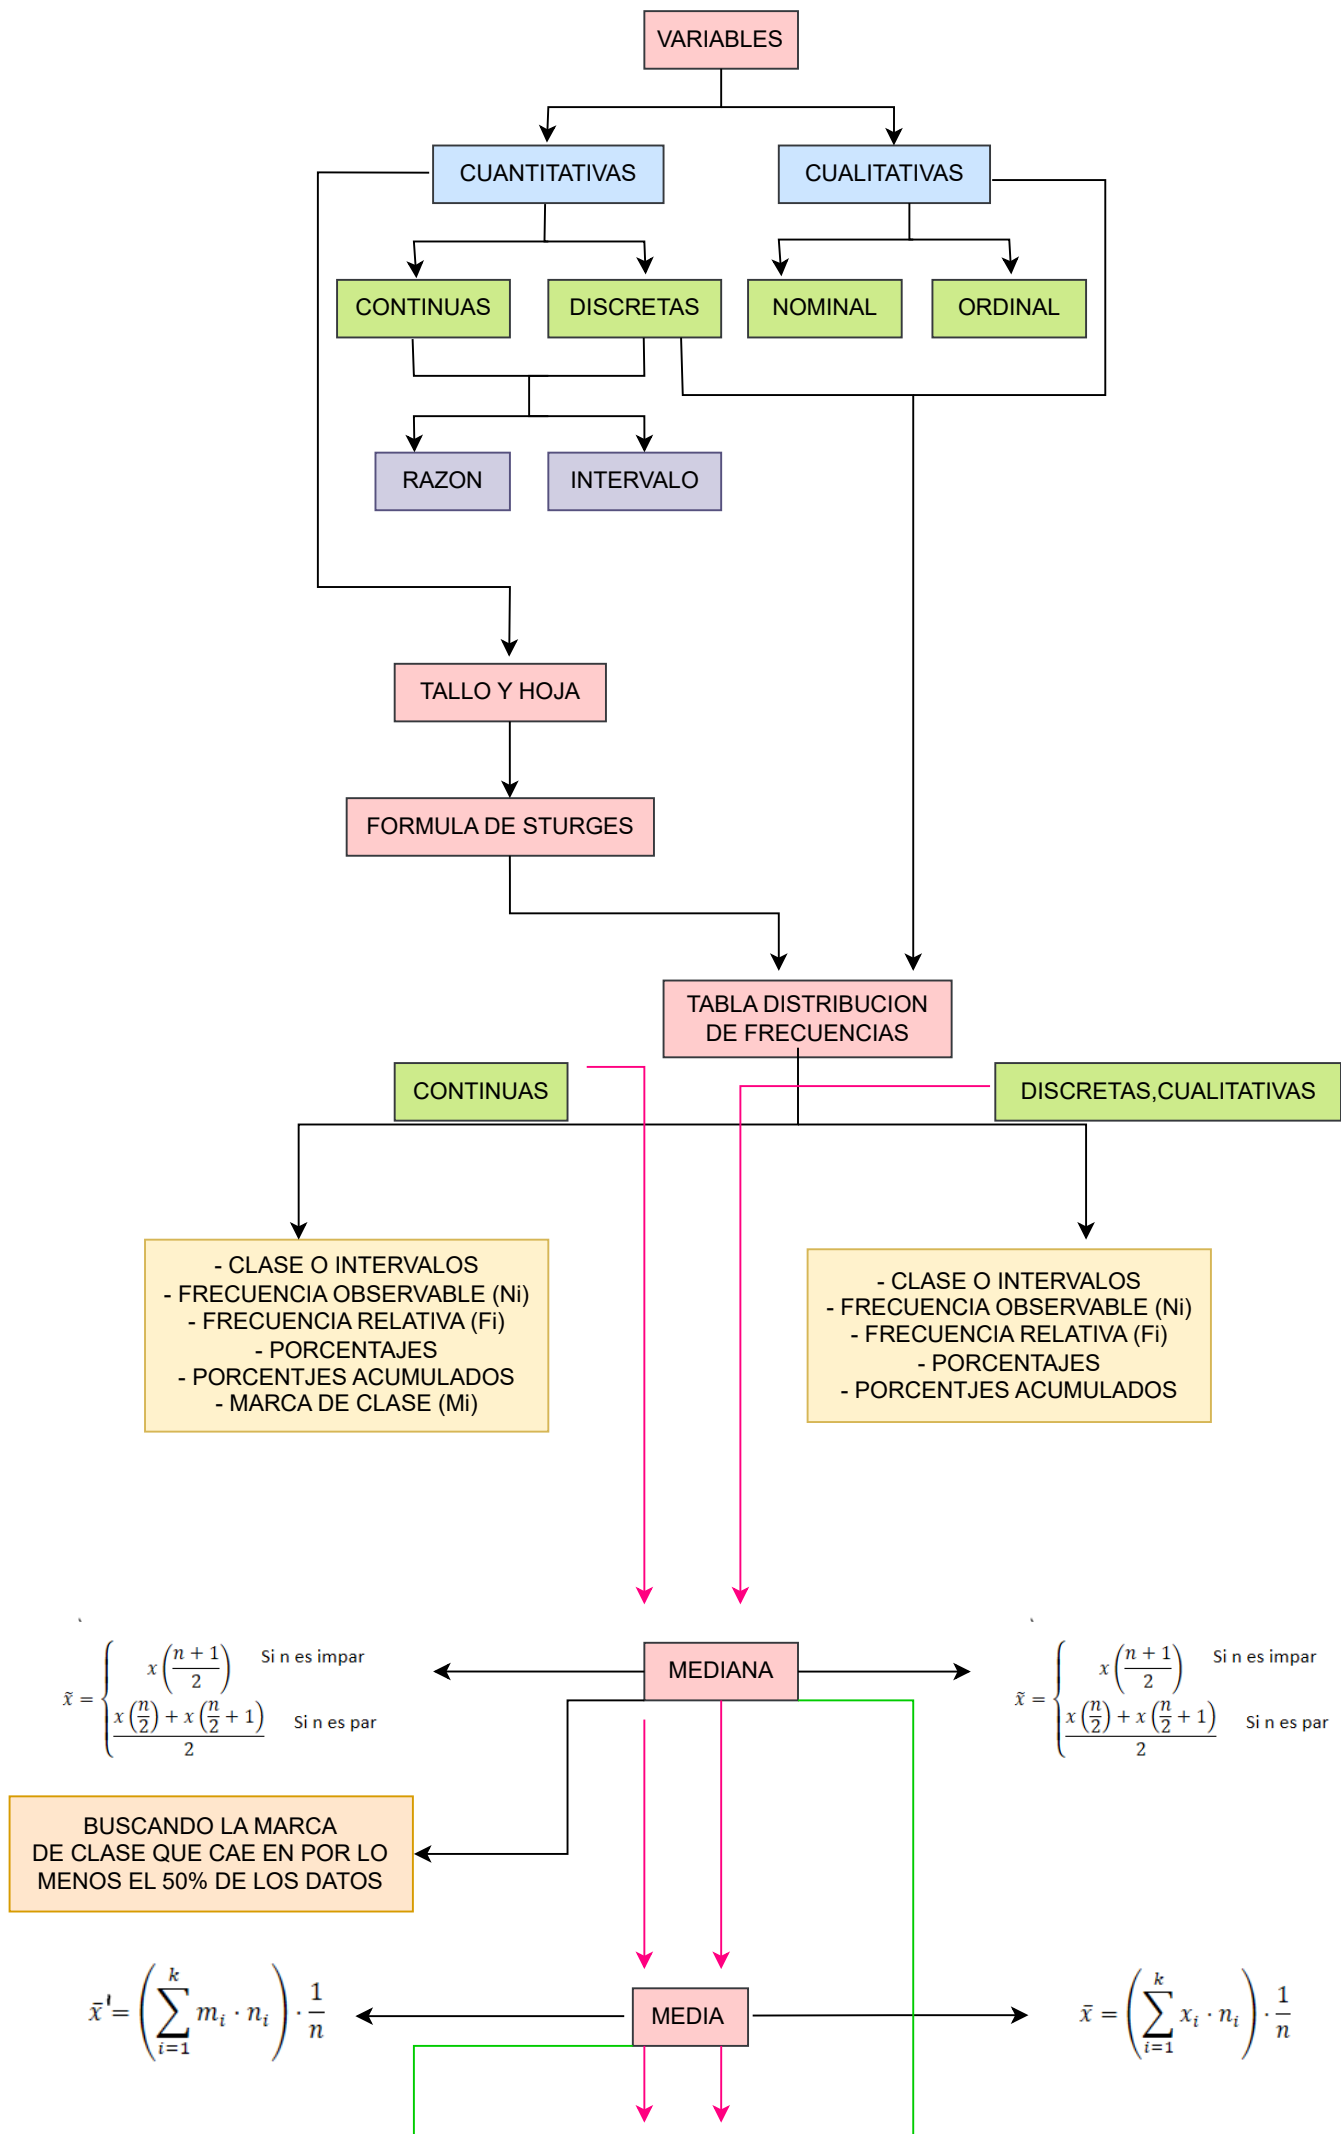 VARIABLES
CUANTITATIVAS
CUALITATIVAS
CONTINUAS
DISCRETAS
NOMINAL
ORDINAL
RAZON
INTERVALO
TALLO Y HOJA
FORMULA DE STURGES
TABLA DISTRIBUCION
DE FRECUENCIAS
CONTINUAS
DISCRETAS,CUALITATIVAS
- CLASE O INTERVALOS
- FRECUENCIA OBSERVABLE (Ni)
- FRECUENCIA RELATIVA (Fi)
- PORCENTAJES
- PORCENTJES ACUMULADOS
- MARCA DE CLASE (Mi)
- CLASE O INTERVALOS
- FRECUENCIA OBSERVABLE (Ni)
- FRECUENCIA RELATIVA (Fi)
- PORCENTAJES
- PORCENTJES ACUMULADOS
x̃ = { x((n + 1)/2) Si n es impar
(x(n/2) + x(n/2 + 1))/2 Si n es par
MEDIANA
x̃ = { x((n + 1)/2) Si n es impar
(x(n/2) + x(n/2 + 1))/2 Si n es par
BUSCANDO LA MARCA
DE CLASE QUE CAE EN POR LO
MENOS EL 50% DE LOS DATOS
x̄' = (∑_{i=1}^{k} m_i · n_i) · 1/n
MEDIA
x̄ = (∑_{i=1}^{k} x_i · n_i) · 1/n